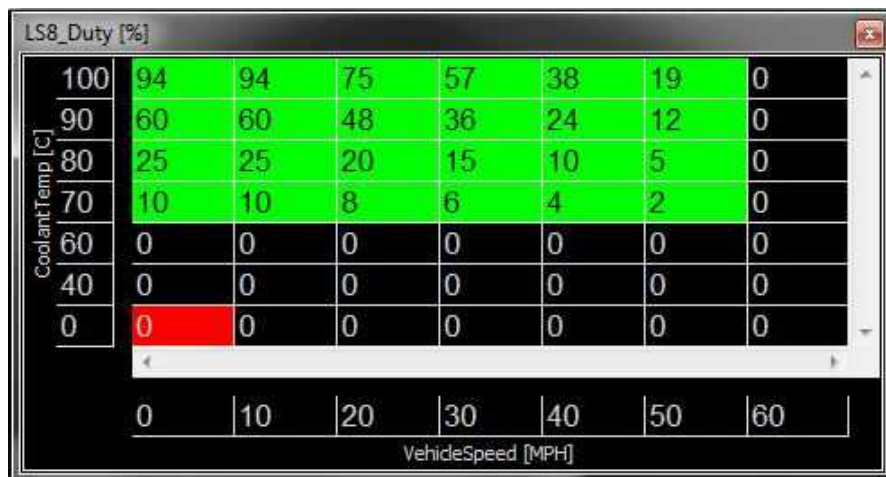 LS8_Duty [%]
100 94 94 75 57 38 19 0
90 60 60 48 36 24 12 0
80 25 25 20 15 10 5 0
70 10 10 8 6 4 2 0
60 0 0 0 0 0 0 0
40 0 0 0 0 0 0 0
0 0 0 0 0 0 0 0
CoolantTemp [C]
0 10 20 30 40 50 60
VehicleSpeed [MPH]